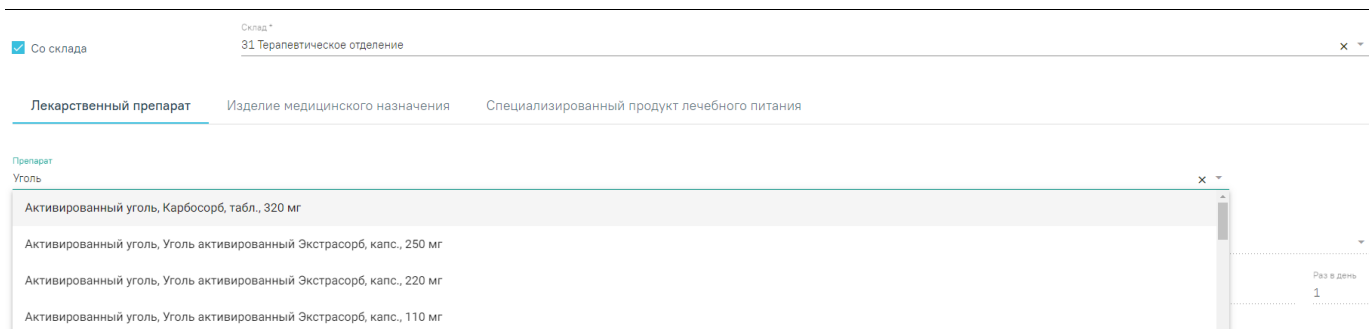 Склад *
Со склада
31 Терапевтическое отделение
Лекарственный препарат Изделие медицинского назначения Специализированный продукт лечебного питания
Препарат
Уголь
Активированный уголь, Карбосорб, табл., 320 мг
Активированный уголь, Уголь активированный Экстрасорб, капс., 250 мг
Активированный уголь, Уголь активированный Экстрасорб, капс., 220 мг
Раз в день
1
Активированный уголь, Уголь активированный Экстрасорб, капс., 110 мг